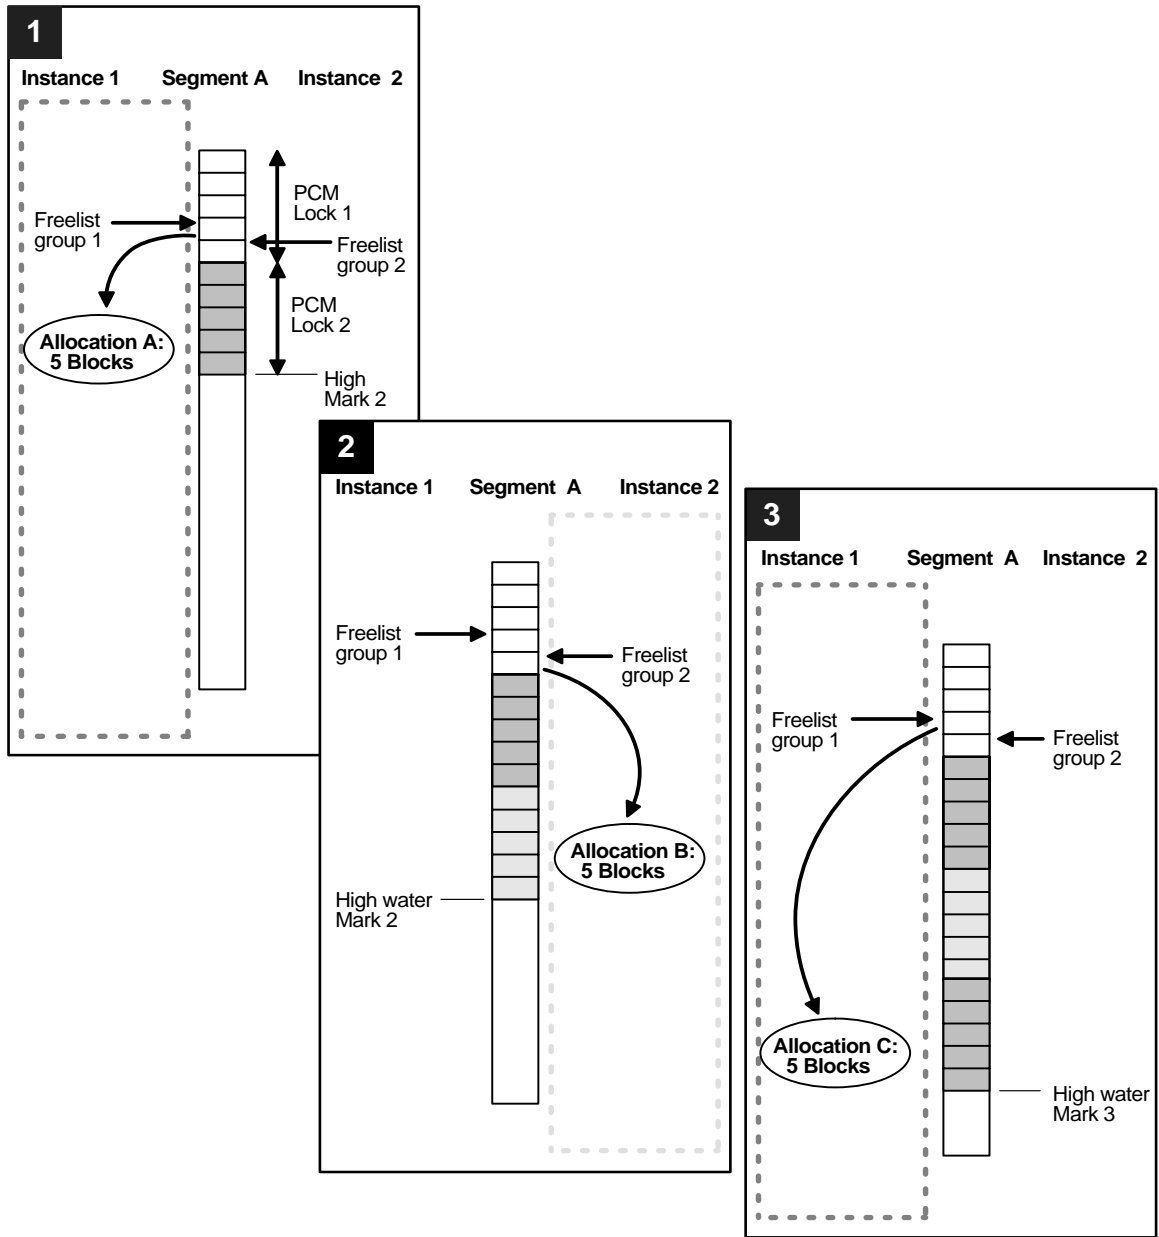 1
Instance 1 Segment A Instance 2
PCM
Lock 1
Freelist
group 1
Freelist
group 2
PCM
Lock 2
Allocation A:
5 Blocks
High
Mark 2
2
Instance 1 Segment A Instance 2
Freelist
group 1
Freelist
group 2
Allocation B:
5 Blocks
High water
Mark 2
3
Instance 1 Segment A Instance 2
Freelist
group 1
Freelist
group 2
Allocation C:
5 Blocks
High water
Mark 3